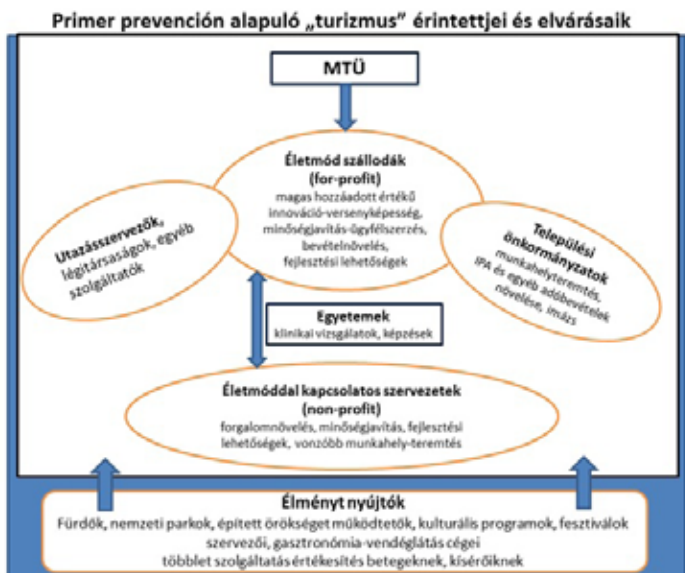 Primer prevención alapuló „turizmus” érintettjei és elvárásaik
MTÜ
Életmód szállodák
(for-profit)
magas hozzáadott értékű
innováció-versenyképesség,
minőségjavítás-ügyfélszerzés,
bevételnövelés,
fejlesztési lehetőségek
Utazásszervezők,
légitársaságok, egyéb
szolgáltatók
Települési
önkormányzatok
munkahelyteremtés,
IPA és egyéb adóbevételek
növelése, imázs
Egyetemek
klinikai vizsgálatok, képzések
Életmóddal kapcsolatos szervezetek
(non-profit)
forgalomnövelés, minőségjavítás, fejlesztési
lehetőségek, vonzóbb munkahely-teremtés
Élményt nyújtók
Fürdők, nemzeti parkok, épített örökséget működtetők, kulturális programok, fesztiválok
szervezői, gasztronómia-vendéglátás cégei
többlet szolgáltatás értékesítés betegeknek, kísérőiknek